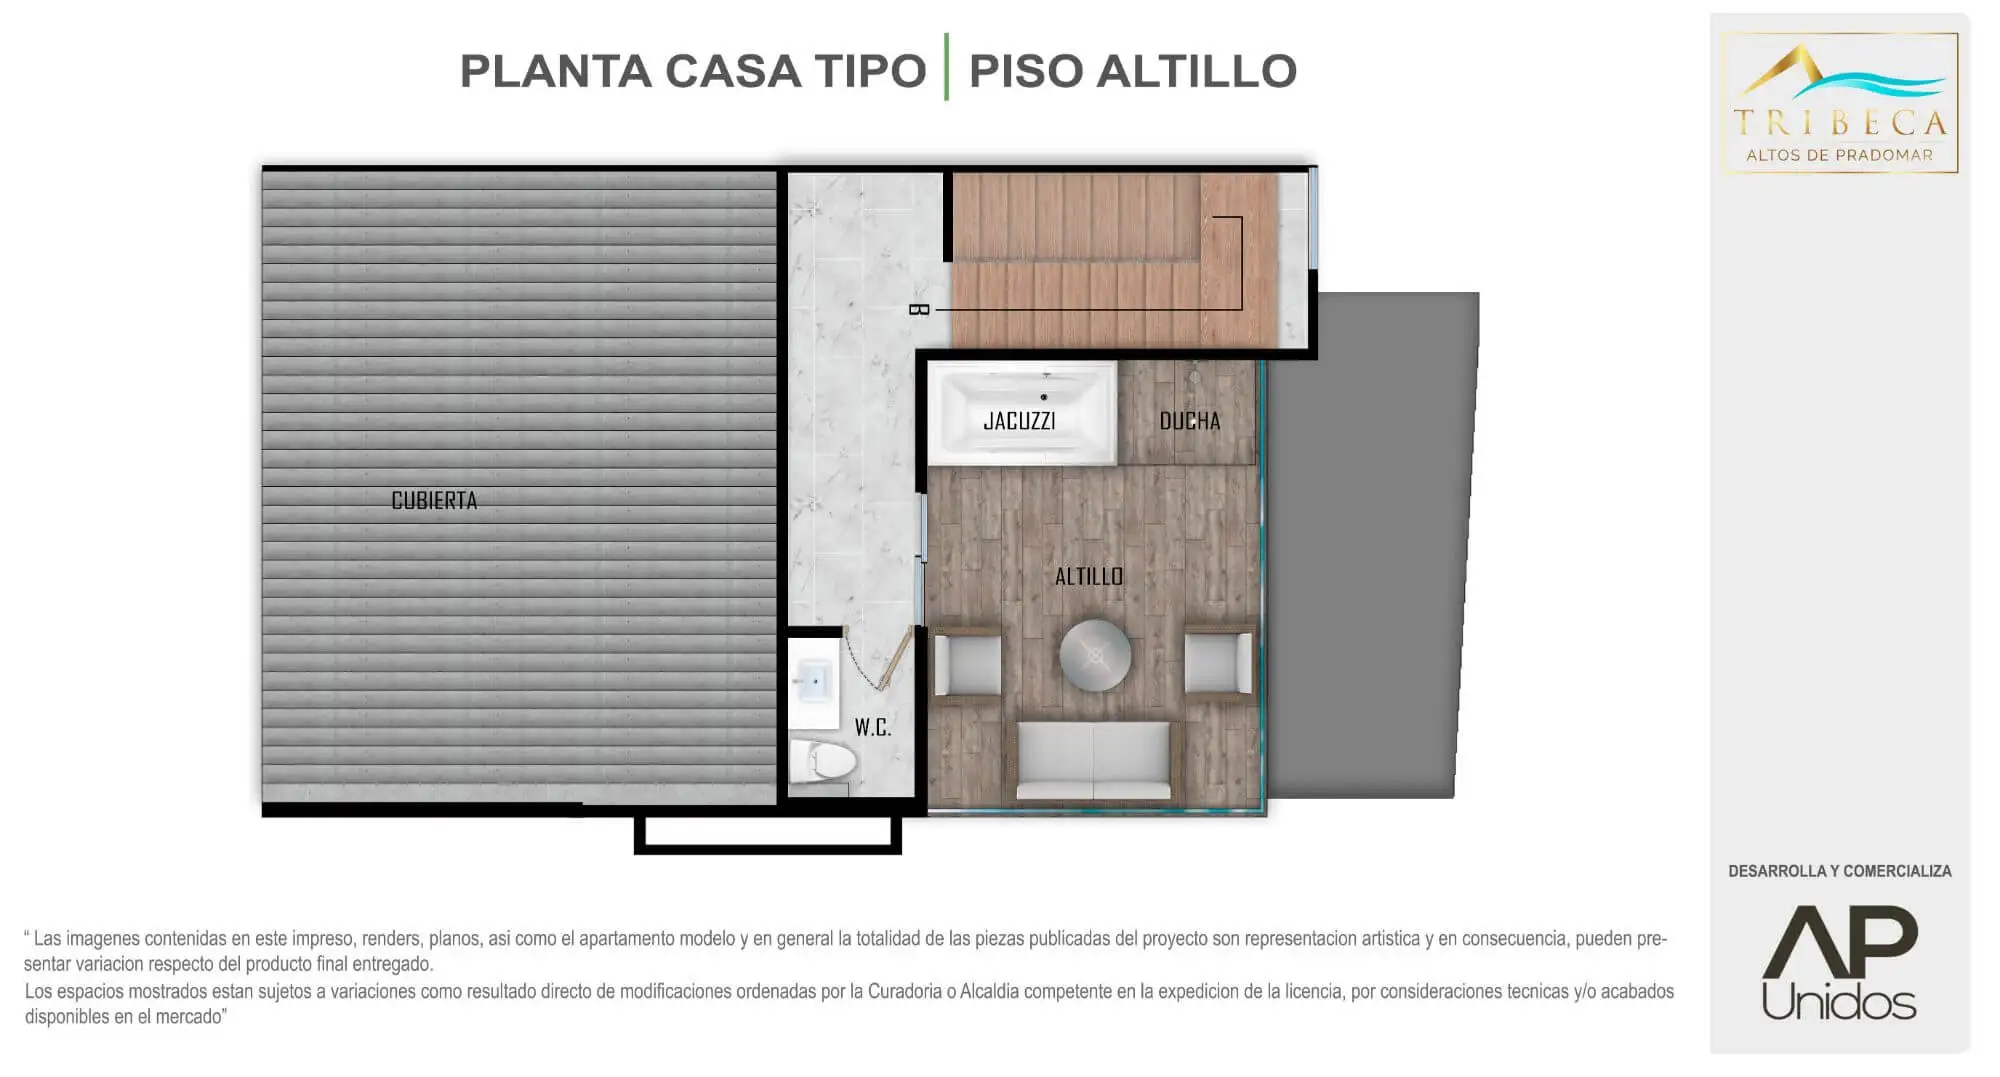 PLANTA CASA TIPO | PISO ALTILLO
TRIBECA
ALTOS DE PRADOMAR
B
JACUZZI
DUCHA
CUBIERTA
ALTILLO
W.C.
DESARROLLA Y COMERCIALIZA
AP
Unidos
“ Las imagenes contenidas en este impreso, renders, planos, asi como el apartamento modelo y en general la totalidad de las piezas publicadas del proyecto son representacion artistica y en consecuencia, pueden pre-
sentar variacion respecto del producto final entregado.
Los espacios mostrados estan sujetos a variaciones como resultado directo de modificaciones ordenadas por la Curadoria o Alcaldia competente en la expedicion de la licencia, por consideraciones tecnicas y/o acabados
disponibles en el mercado”